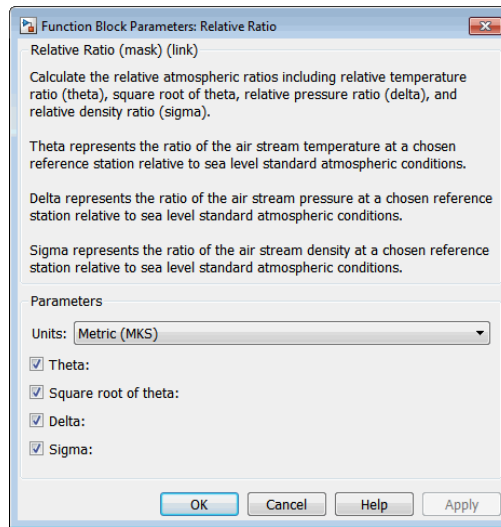 Function Block Parameters: Relative Ratio
Relative Ratio (mask) (link)
Calculate the relative atmospheric ratios including relative temperature
ratio (theta), square root of theta, relative pressure ratio (delta), and
relative density ratio (sigma).
Theta represents the ratio of the air stream temperature at a chosen
reference station relative to sea level standard atmospheric conditions.
Delta represents the ratio of the air stream pressure at a chosen reference
station relative to sea level standard atmospheric conditions.
Sigma represents the ratio of the air stream density at a chosen reference
station relative to sea level standard atmospheric conditions.
Parameters
Units: Metric (MKS)
Theta:
Square root of theta:
Delta:
Sigma:
OK Cancel Help Apply